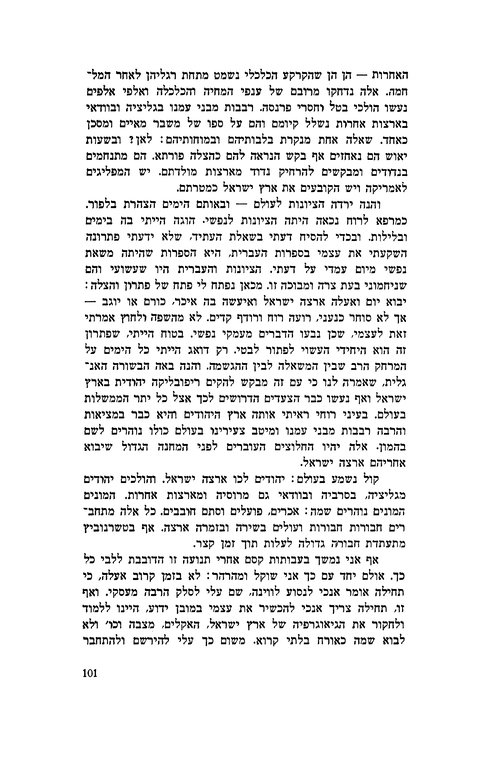 האחרות — הן הן שהקרקע הכלכלי נשמט מתחת רגליהן לאחר המל־
חמה. אלה נדחקו מרובם של ענפי המחיה והכלכלה ואלפי אלפים
נעשו הולכי בטל וחסרי פרנסה. רבבות מבני עמנו בגליציה ובוודאי
בארצות אחרות נשלל קיומם והם על ספו של משבר מאיים ומסכן
כאחד. שאלה אחת מנקרת בלבותיהם ובמוחותיהם: לאן? ובשעות
יאוש הם נאחזים אף בקש הנראה להם כהצלה פורתא. הם מתנחמים
בנדודים ומבקשים להרחיק נדוד מארצות מולדתם. יש המפליגים
לאמריקה ויש הקובעים את ארץ ישראל כמטרתם.
והנה ירדה הציונות לעולם — ובאותם הימים הצהרת בלפור.
כמרפא לרוח נכאה היתה הציונות לנפשי. הוגה הייתי בה בימים
ובלילות. ובכדי להסיח דעתי בשאלת העתיד, שלא ידעתי פתרונה
השקעתי את עצמי בספרות העברית, היא הספרות שהיתה משאת
נפשי מיום עמדי על דעתי. הציונות והעברית היו שעשועי והם
שניחמוני בעת צרה ומבוכה זו. מכאן נפתח לי פתח של פתרון והצלה:
יבוא יום ואעלה ארצה ישראל ואיעשה בה איכר, כורם או יוגב —
אך לא סוחר כנעני, רועה רוח ורודף קדים. לא מהשפה ולחוץ אמרתי
זאת לעצמי, שכן נבעו הדברים מעמקי נפשי. בטוח הייתי, שפתרון
זה הוא היחידי העשוי לפתור לבטי. רק דואג הייתי כל הימים על
המרחק הרב שבין המשאלה לבין ההגשמה. והנה באה הבשורה האנ־
גלית, שאמרה לנו כי עם זה מבקש להקים ריפובליקה יהודית בארץ
ישראל ואף נעשו כבר הצעדים הדרושים לכך אצל כל יתר הממשלות
בעולם. בעיני רוחי ראיתי אותה ארץ היהודים והיא כבר במציאות
והרבה רבבות מבני עמנו ומיטב צעירינו בעולם כולו נוהרים לשם
בהמון. אלה יהיו החלוצים העוברים לפני המחנה הגדול שיבוא
אחריהם ארצה ישראל.
קול נשמע בעולם: יהודים לכו ארצה ישראל. והולכים יהודים
מגליציה, בסרביה ובוודאי גם מרוסיה ומארצות אחרות. המונים
המונים נוהרים שמה: אכרים, פועלים וסתם חובבים. כל אלה מתחב־
רים חבורות חבורות ועולים בשירה ובזמרה ארצה. אף בטשרנוביץ
מתעתדת חבורה גדולה לעלות תוך זמן קצר.
אף אני נמשך בעבותות קסם אחרי תנועה זו הדובבת ללבי כל
כך. אולם יחד עם כך אני שוקל ומהרהר: לא בזמן קרוב אעלה, כי
תחילה אומר אנכי לנסוע לווינה, שם עלי לסלק הרבה מעסקי. ואף
זו, תחילה צריך אנכי להכשיר את עצמי במובן ידוע, היינו ללמוד
ולחקור את הגיאוגרפיה של ארץ ישראל, האקלים, מצבה וכו׳ ולא
לבוא שמה כאורח בלתי קרוא. משום כך עלי להירשם ולהתחבר
101